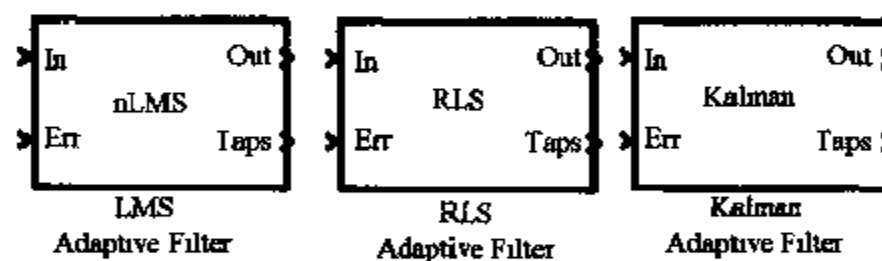 In Out
nLMS
Err Taps
LMS
Adaptive Filter
In Out
RLS
Err Taps
RLS
Adaptive Filter
In Out
Kalman
Err Taps
Kalman
Adaptive Filter